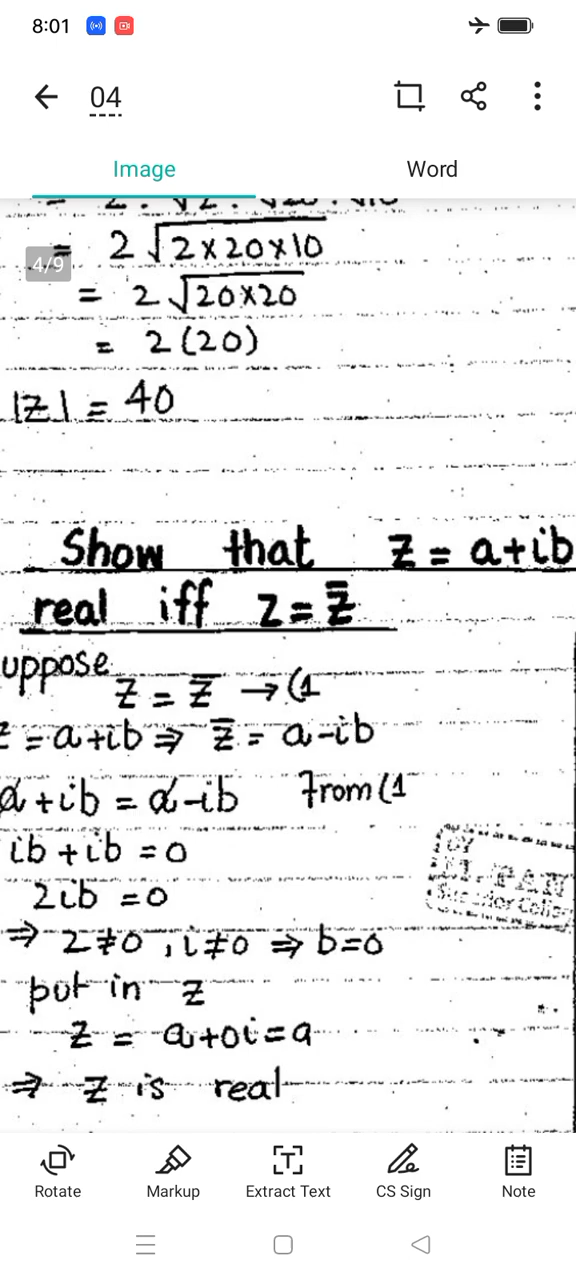 8:01
04
Image Word
4/9
= 2√2×20×10
= 2√20×20
= 2(20)
|Z| = 40
Show that Z = a+ib
real iff Z = Z̅
uppose
Z = Z̅ → (1
z = a+ib ⇒ Z̅ = a-ib
a+ib = a-ib From (1
ib + ib = 0
2ib = 0
⇒ 2≠0 , i≠0 ⇒ b=0
put in Z
Z = a+0i = a
⇒ Z is real
Rotate Markup Extract Text CS Sign Note